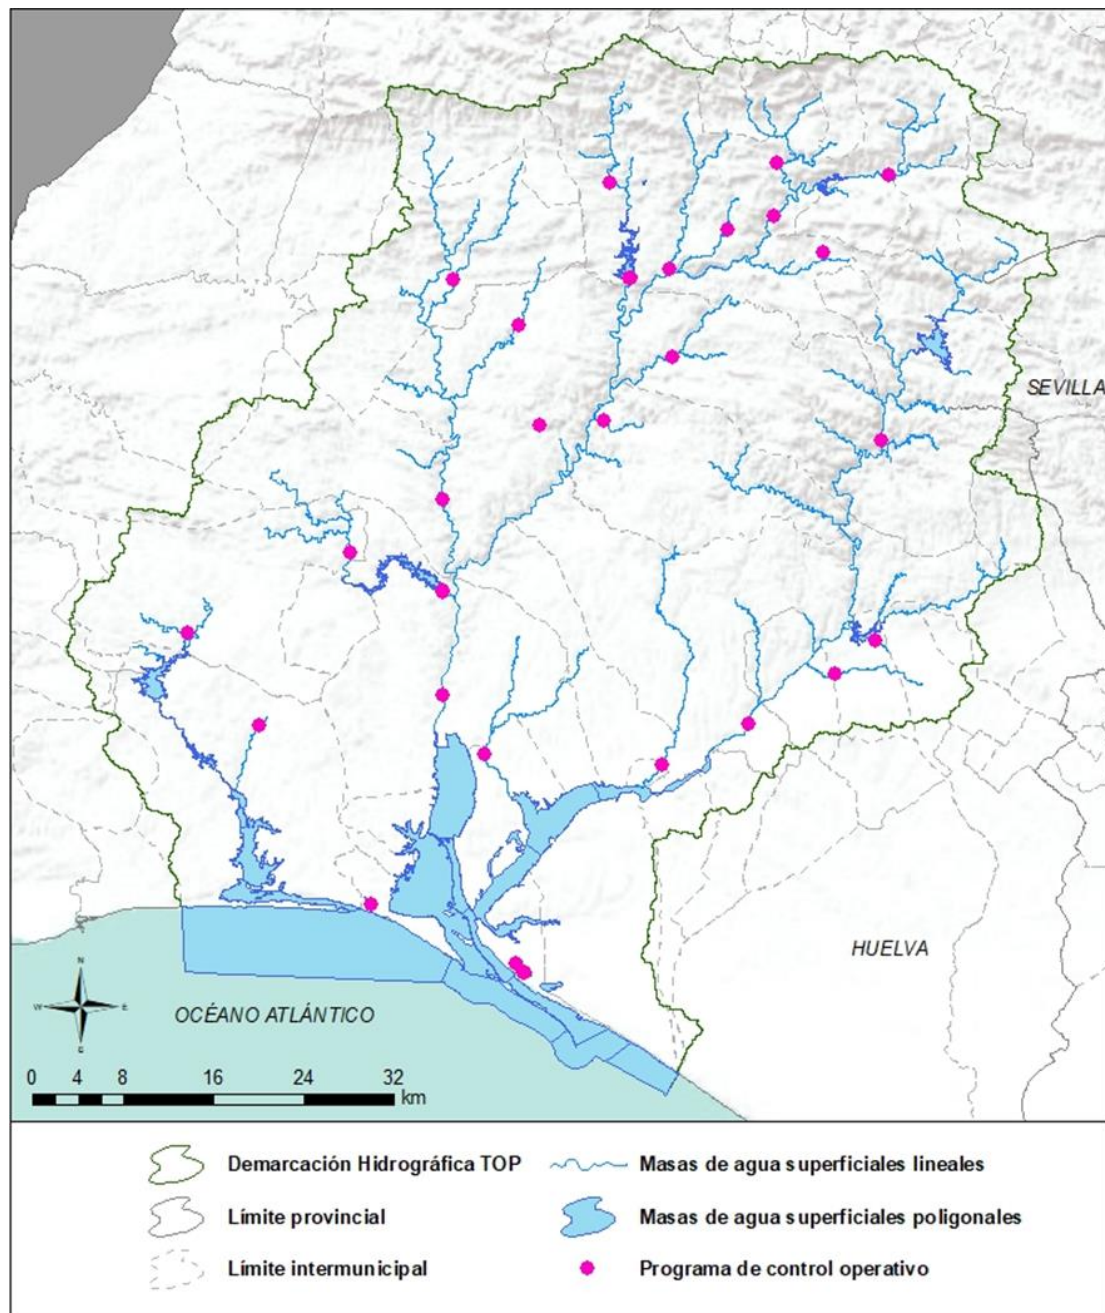 SEVILLA
HUELVA
OCÉANO ATLÁNTICO
N
W
E
S
0 4 8 16 24 32
km
Demarcación Hidrográfica TOP
Masas de agua superficiales lineales
Límite provincial
Masas de agua superficiales poligonales
Límite intermunicipal
Programa de control operativo